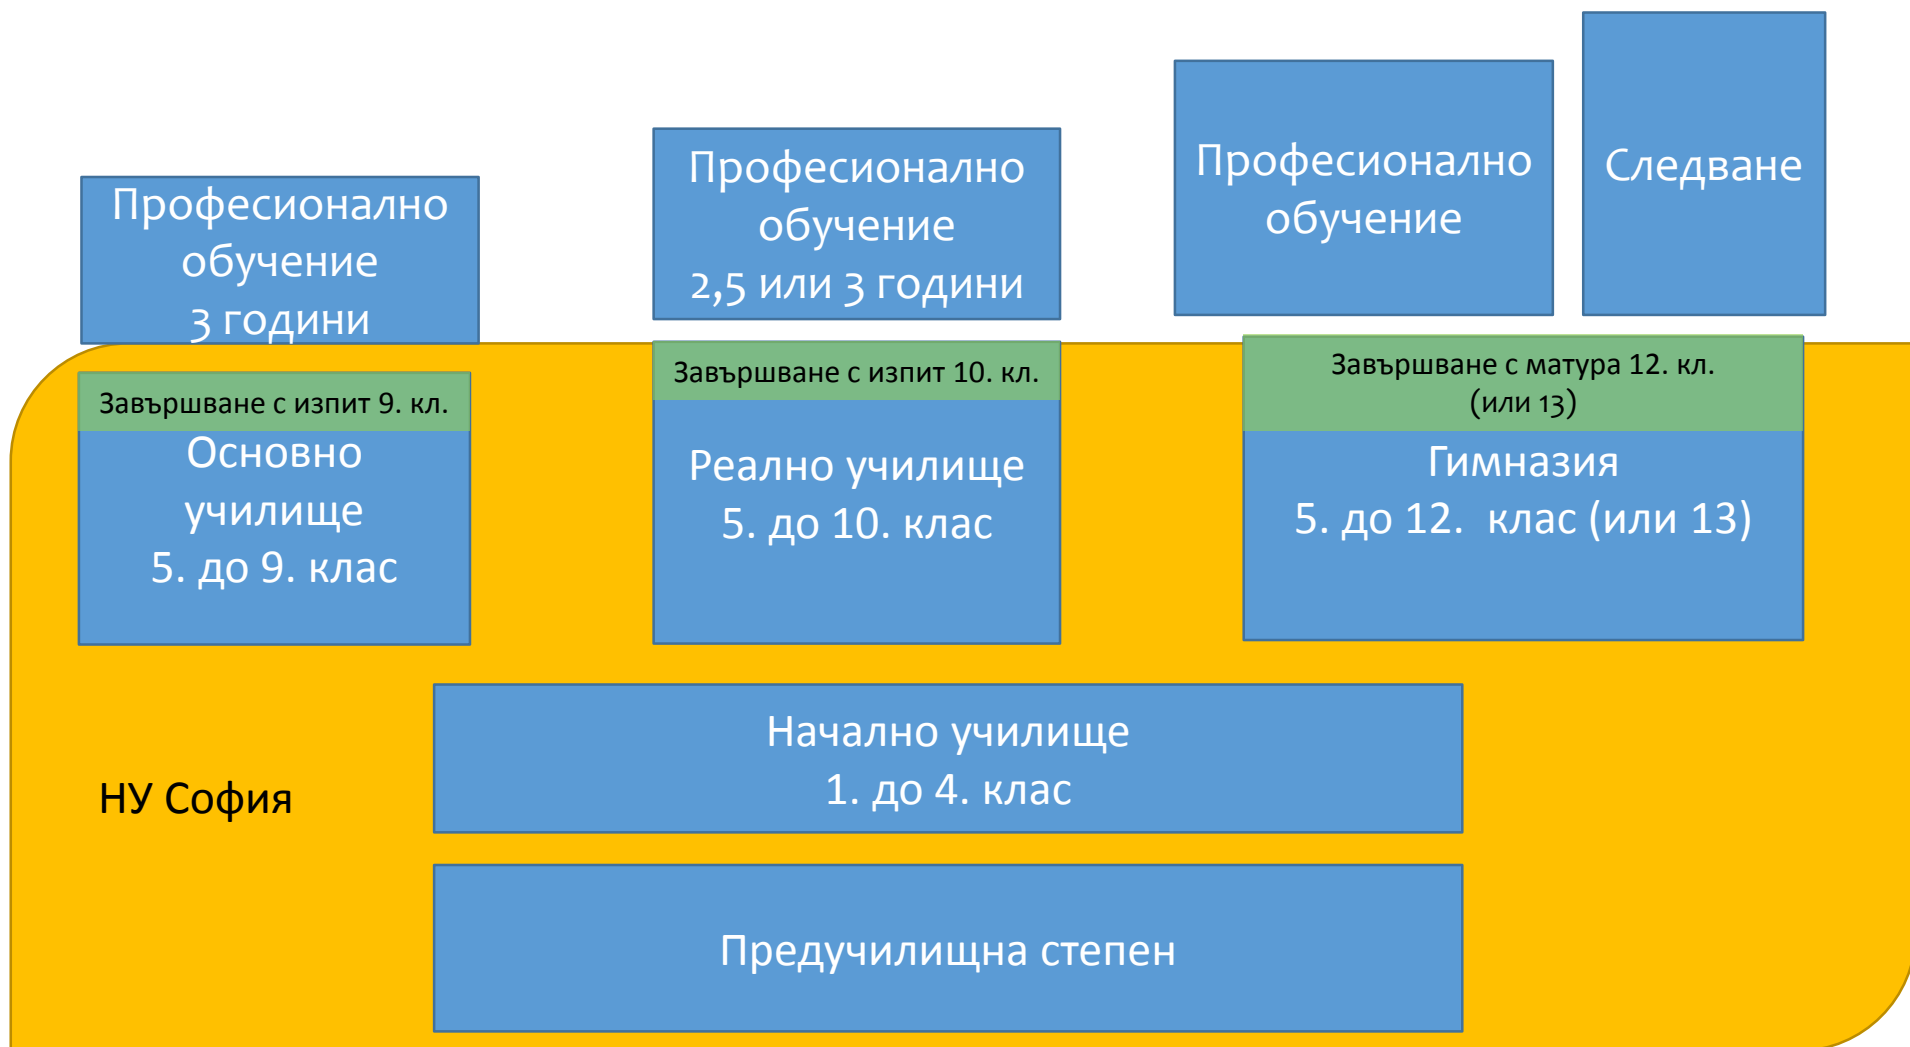 Професионално
обучение
3 години
Професионално
обучение
2,5 или 3 години
Професионално
обучение
Следване
Завършване с изпит 9. кл.
Основно
училище
5. до 9. клас
Завършване с изпит 10. кл.
Реално училище
5. до 10. клас
Завършване с матура 12. кл.
(или 13)
Гимназия
5. до 12. клас (или 13)
Начално училище
1. до 4. клас
НУ София
Предучилищна степен